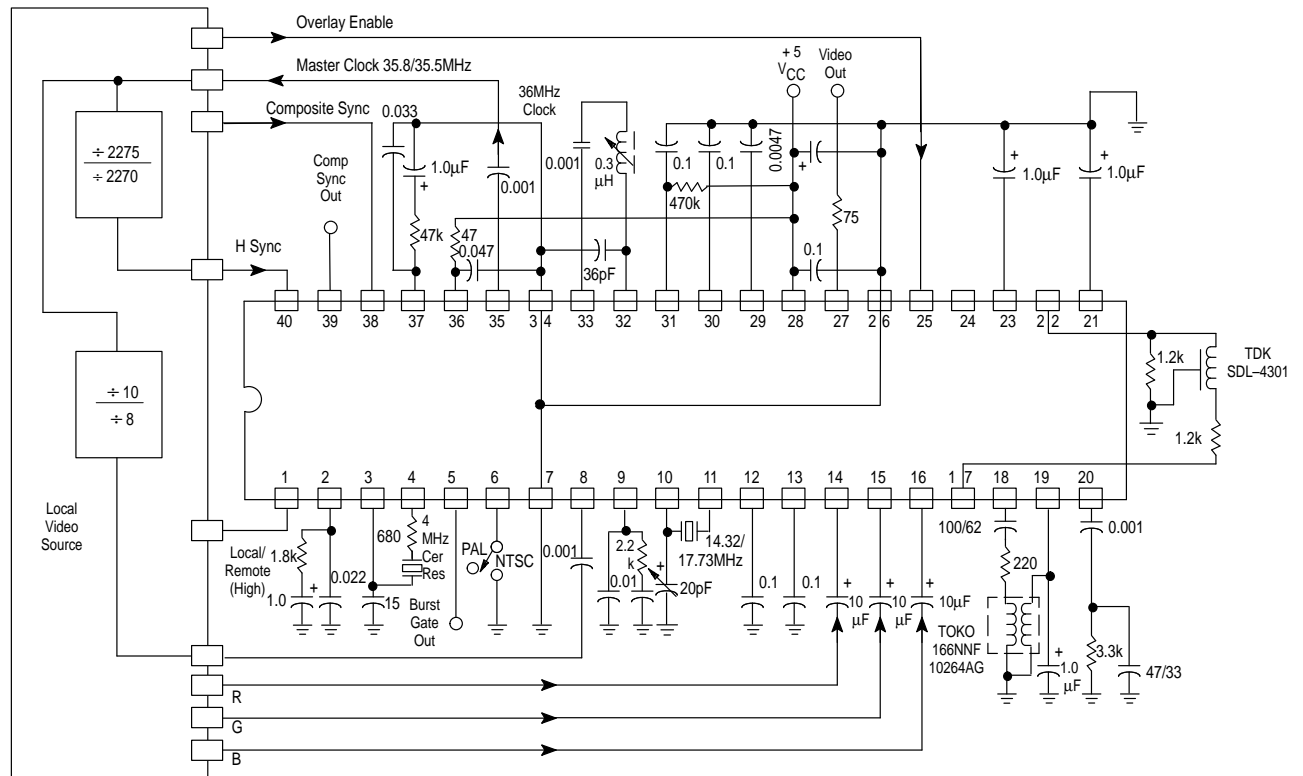 Overlay Enable
Master Clock 35.8/35.5MHz
Composite Sync
÷ 2275
÷ 2270
H Sync
÷ 10
÷ 8
Local
Video
Source
Comp
Sync
Out
0.033
1.0µF
+
47k
47
0.047
0.001
36MHz
Clock
0.001
0.3
µH
36pF
0.1
0.1
0.0047
470k
+ 5
VCC
+
0.1
Video
Out
75
+
1.0µF
+
1.0µF
40
39
38
37
36
35
3 4
33
32
31
30
29
28
27
2 6
25
24
23
2 2
21
1.2k
TDK
SDL–4301
1.2k
1
2
3
4
5
6
7
8
9
10
11
12
13
14
15
16
1 7
18
19
20
Local/
Remote
(High)
1.8k
+
1.0
0.022
680
4
MHz
Cer
Res
15
Burst
Gate
Out
PAL
NTSC
0.001
2.2
k
0.01
+
20pF
14.32/
17.73MHz
0.1
0.1
+
10
µF
+
10
µF
+
10µF
100/62
220
TOKO
166NNF
10264AG
+
1.0
µF
0.001
3.3k
47/33
R
G
B